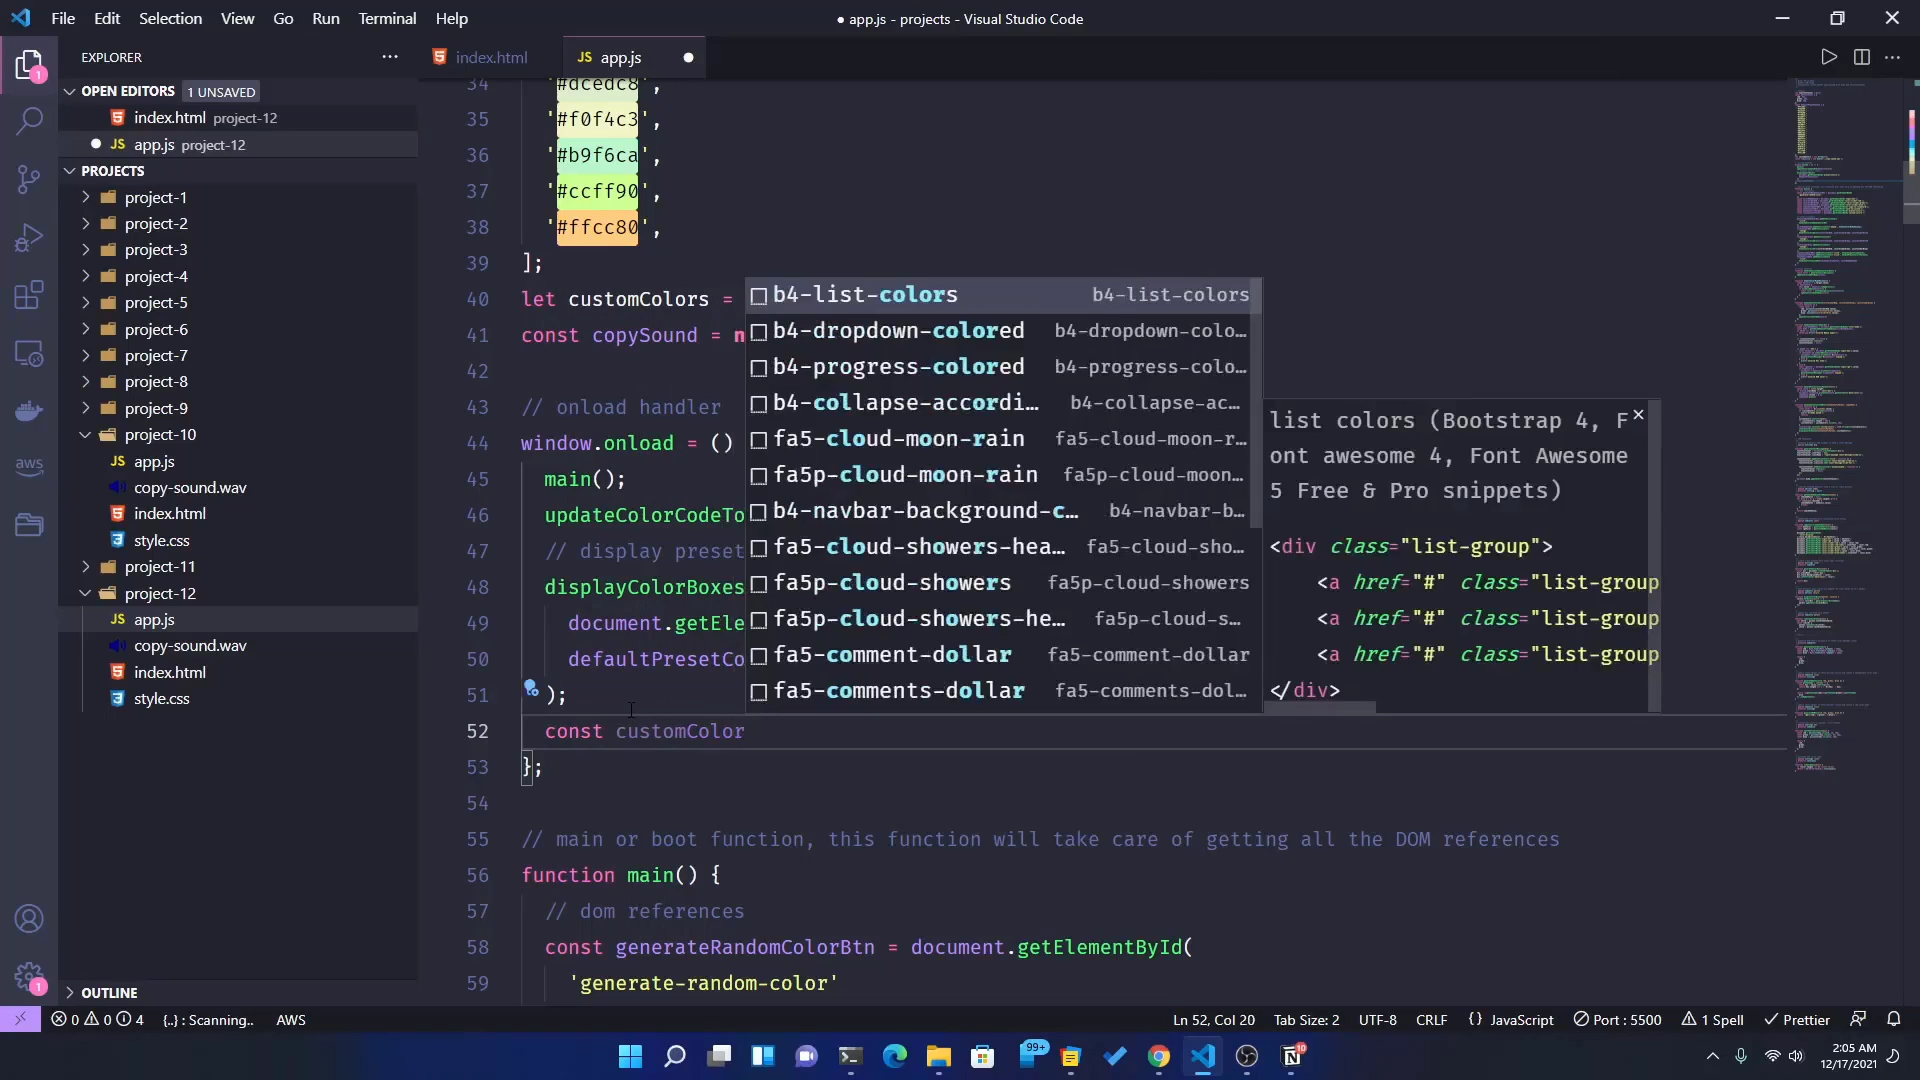 File Edit Selection View Go Run Terminal Help
● app.js - projects - Visual Studio Code
EXPLORER
OPEN EDITORS 1 UNSAVED
index.html project-12
JS app.js project-12
PROJECTS
project-1
project-2
project-3
project-4
project-5
project-6
project-7
project-8
project-9
project-10
JS app.js
copy-sound.wav
index.html
style.css
project-11
project-12
JS app.js
copy-sound.wav
index.html
style.css
OUTLINE
aws
1
1
index.html
JS app.js
34 '#dcedc8',
35 '#f0f4c3',
36 '#b9f6ca',
37 '#ccff90',
38 '#ffcc80',
39 ];
40 let customColors =
41 const copySound = n
42
43 // onload handler
44 window.onload = ()
45 main();
46 updateColorCodeTo
47 // display preset
48 displayColorBoxes
49 document.getEle
50 defaultPresetCo
51 );
52 const customColor
53 };
54
55 // main or boot function, this function will take care of getting all the DOM references
56 function main() {
57 // dom references
58 const generateRandomColorBtn = document.getElementById(
59 'generate-random-color'
b4-list-colors b4-list-colors
b4-dropdown-colored b4-dropdown-colo…
b4-progress-colored b4-progress-colo…
b4-collapse-accordi… b4-collapse-ac…
fa5-cloud-moon-rain fa5-cloud-moon-r…
fa5p-cloud-moon-rain fa5p-cloud-moon…
b4-navbar-background-c… b4-navbar-b…
fa5-cloud-showers-hea… fa5-cloud-sho…
fa5p-cloud-showers fa5p-cloud-showers
fa5p-cloud-showers-he… fa5p-cloud-s…
fa5-comment-dollar fa5-comment-dollar
fa5-comments-dollar fa5-comments-dol…
list colors (Bootstrap 4, F
ont awesome 4, Font Awesome
5 Free & Pro snippets)
<div class="list-group">
<a href="#" class="list-group
<a href="#" class="list-group
<a href="#" class="list-group
</div>
0 0 4 {..} : Scanning.. AWS
Ln 52, Col 20 Tab Size: 2 UTF-8 CRLF {} JavaScript Port : 5500 1 Spell Prettier
99+
10
2:05 AM
12/17/2021